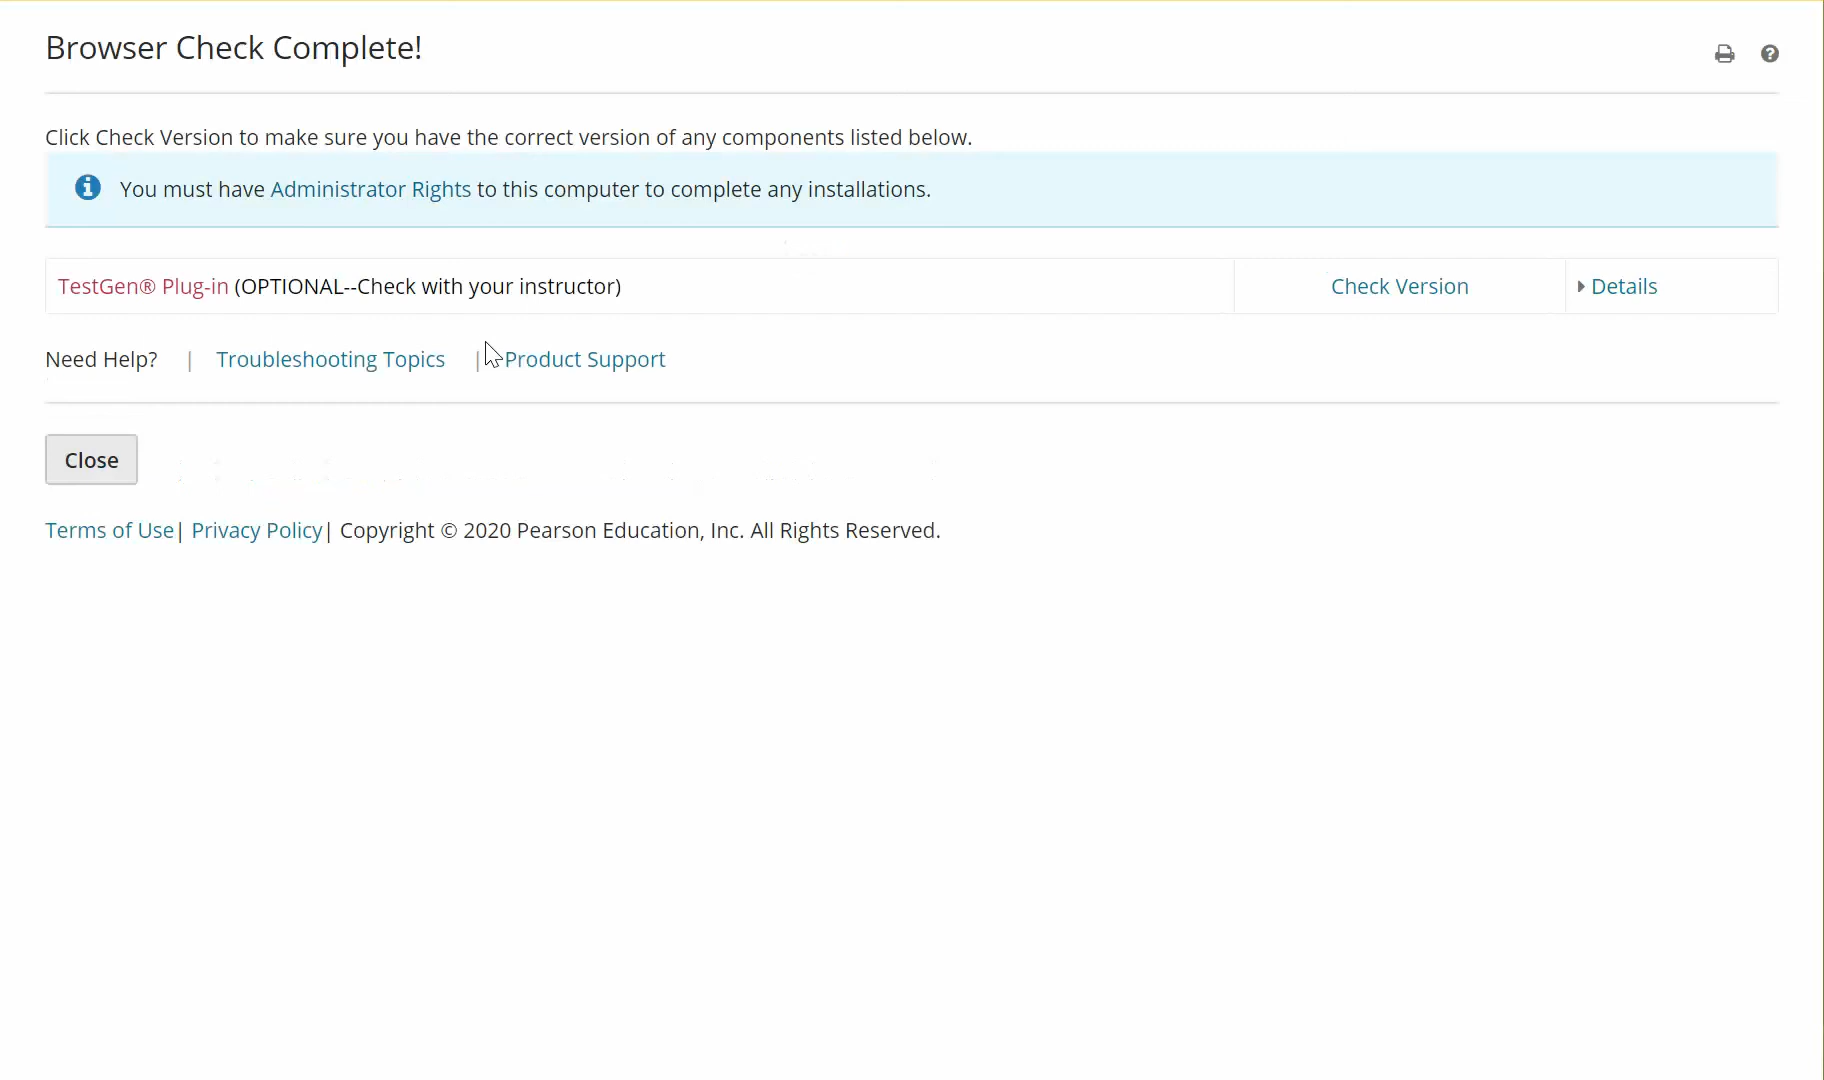 Browser Check Complete!
Click Check Version to make sure you have the correct version of any components listed below.
You must have Administrator Rights to this computer to complete any installations.
TestGen® Plug-in (OPTIONAL--Check with your instructor) Check Version Details
Need Help? | Troubleshooting Topics | Product Support
Close
Terms of Use| Privacy Policy| Copyright © 2020 Pearson Education, Inc. All Rights Reserved.